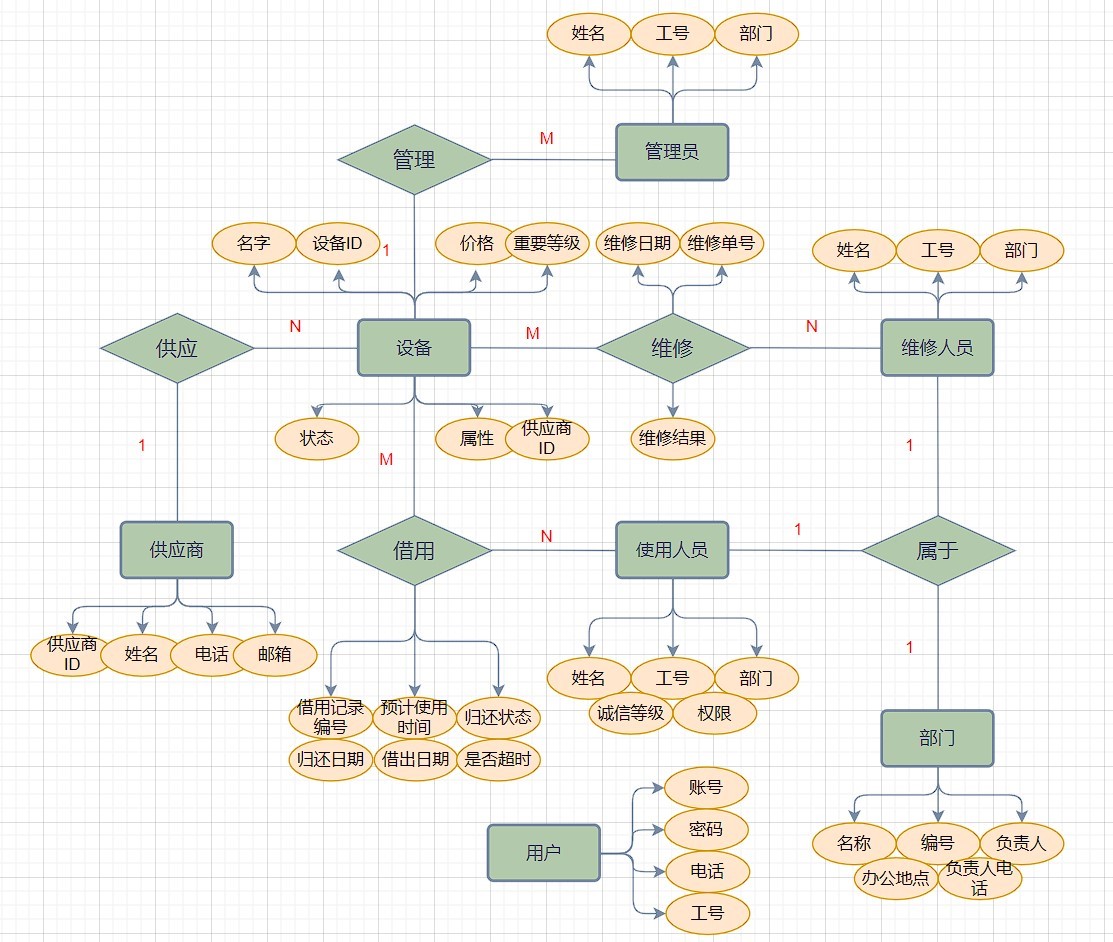 姓名
工号
部门
管理
M
管理员
名字
设备ID
1
价格
重要等级
维修日期
维修单号
姓名
工号
部门
供应
N
设备
M
维修
N
维修人员
状态
属性
供应商
ID
维修结果
1
M
1
供应商
借用
N
使用人员
1
属于
供应商
ID
姓名
电话
邮箱
姓名
工号
部门
诚信等级
权限
1
借用记录
编号
预计使用
时间
归还状态
归还日期
借出日期
是否超时
部门
用户
账号
密码
电话
工号
名称
编号
负责人
办公地点
负责人电
话